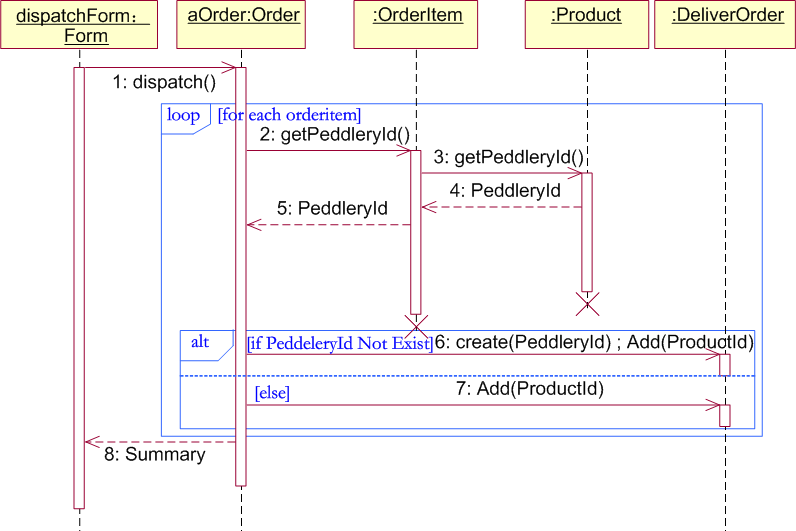 dispatchForm：
Form
aOrder:Order
:OrderItem
:Product
:DeliverOrder
1: dispatch()
loop
[for each orderitem]
2: getPeddleryId()
3: getPeddleryId()
4: PeddleryId
5: PeddleryId
alt
[if PeddeleryId Not Exist]
6: create(PeddleryId) ; Add(ProductId)
[else]
7: Add(ProductId)
8: Summary